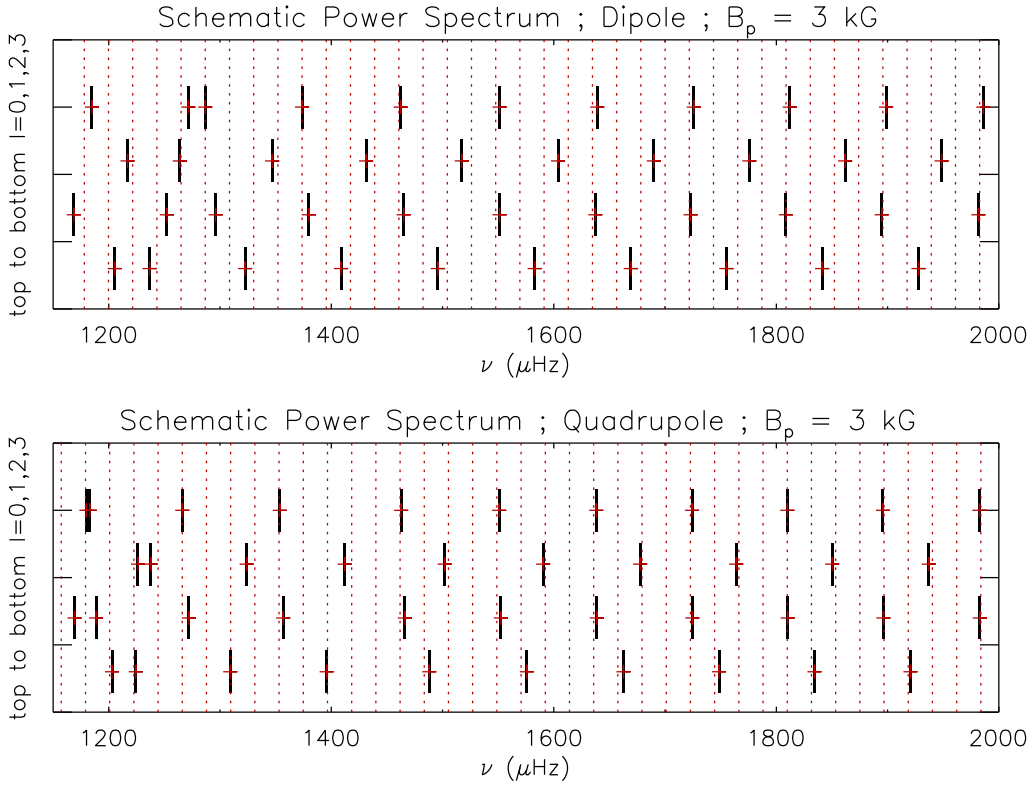 Schematic Power Spectrum ; Dipole ; Bp = 3 kG
top to bottom l=0,1,2,3
1200 1400 1600 1800 2000
ν (μHz)
Schematic Power Spectrum ; Quadrupole ; Bp = 3 kG
top to bottom l=0,1,2,3
1200 1400 1600 1800 2000
ν (μHz)